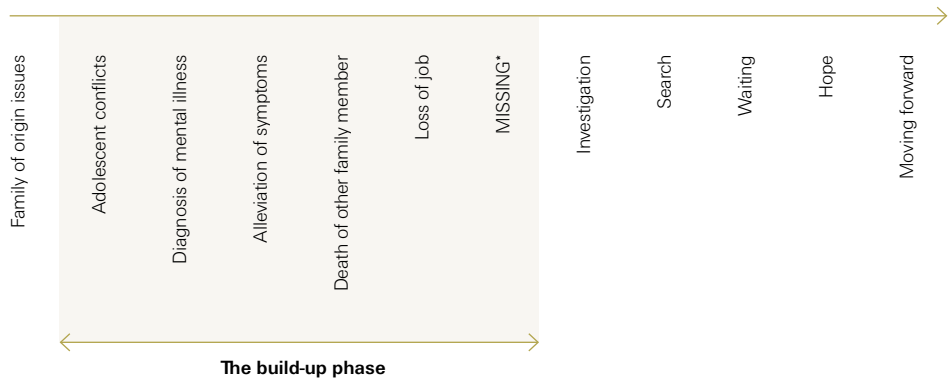 Family of origin issues
Adolescent conflicts
Diagnosis of mental illness
Alleviation of symptoms
Death of other family member
Loss of job
MISSING*
Investigation
Search
Waiting
Hope
Moving forward
The build-up phase